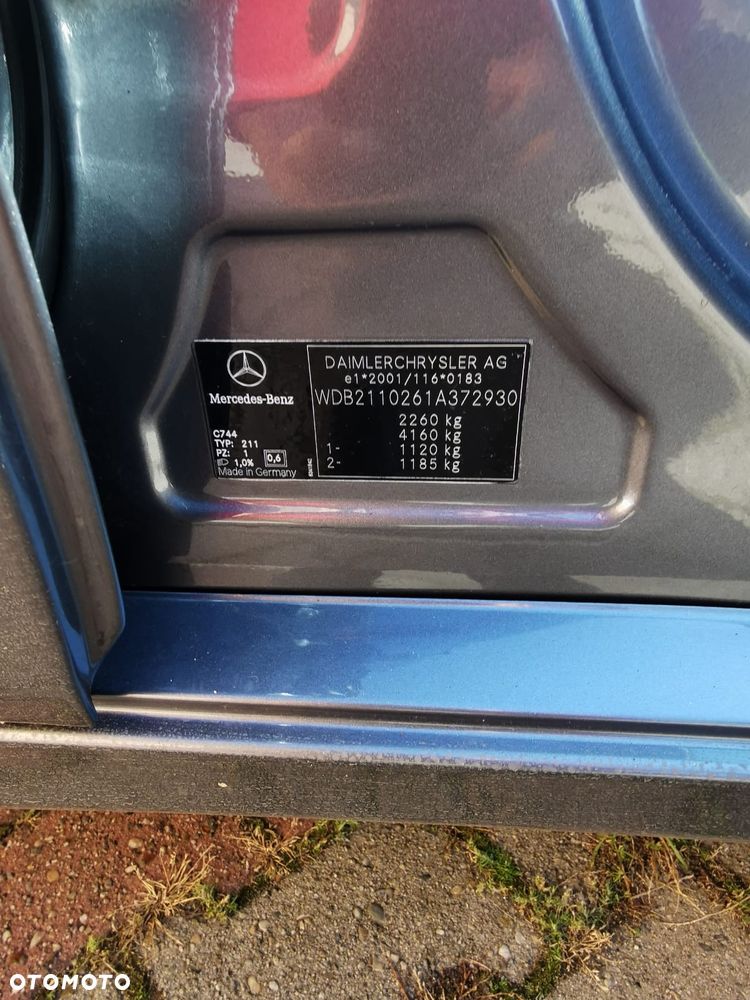 DAIMLERCHRYSLER AG
e1*2001/116*0183
Mercedes-Benz
WDB2110261A372930
2260 kg
4160 kg
1- 1120 kg
2- 1185 kg
C744
TYP: 211
PZ: 1
1,0% 0,6
Made in Germany
OTOMOTO